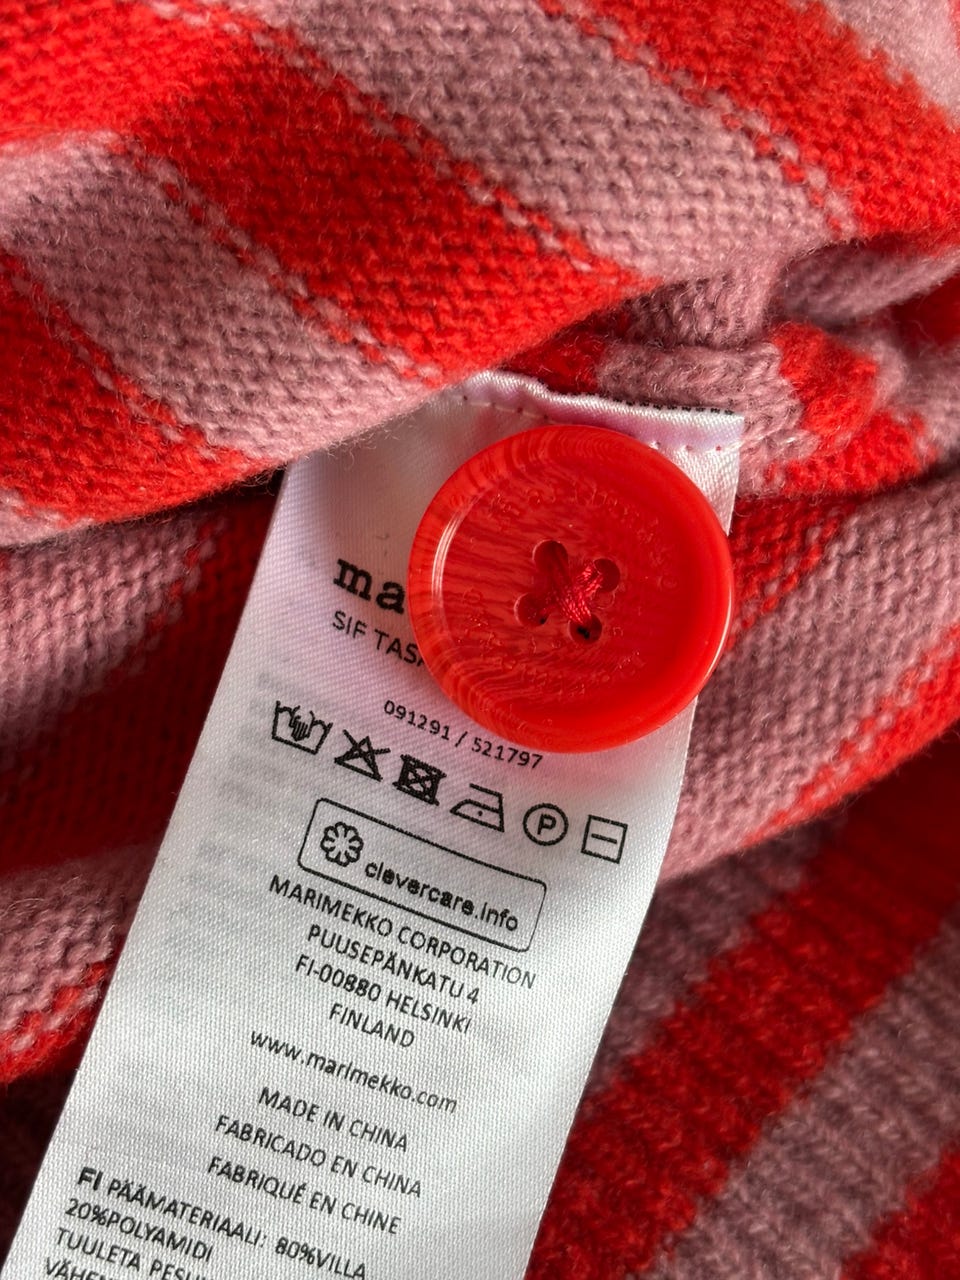 ma
SIF TAS
091291 / 521797
P
clevercare.info
MARIMEKKO CORPORATION
PUUSEPÄNKATU 4
FI-00880 HELSINKI
FINLAND
www.marimekko.com
MADE IN CHINA
FABRICADO EN CHINA
FABRIQUÉ EN CHINE
FI PÄÄMATERIAALI: 80%VILLA
20%POLYAMIDI
TUULETA